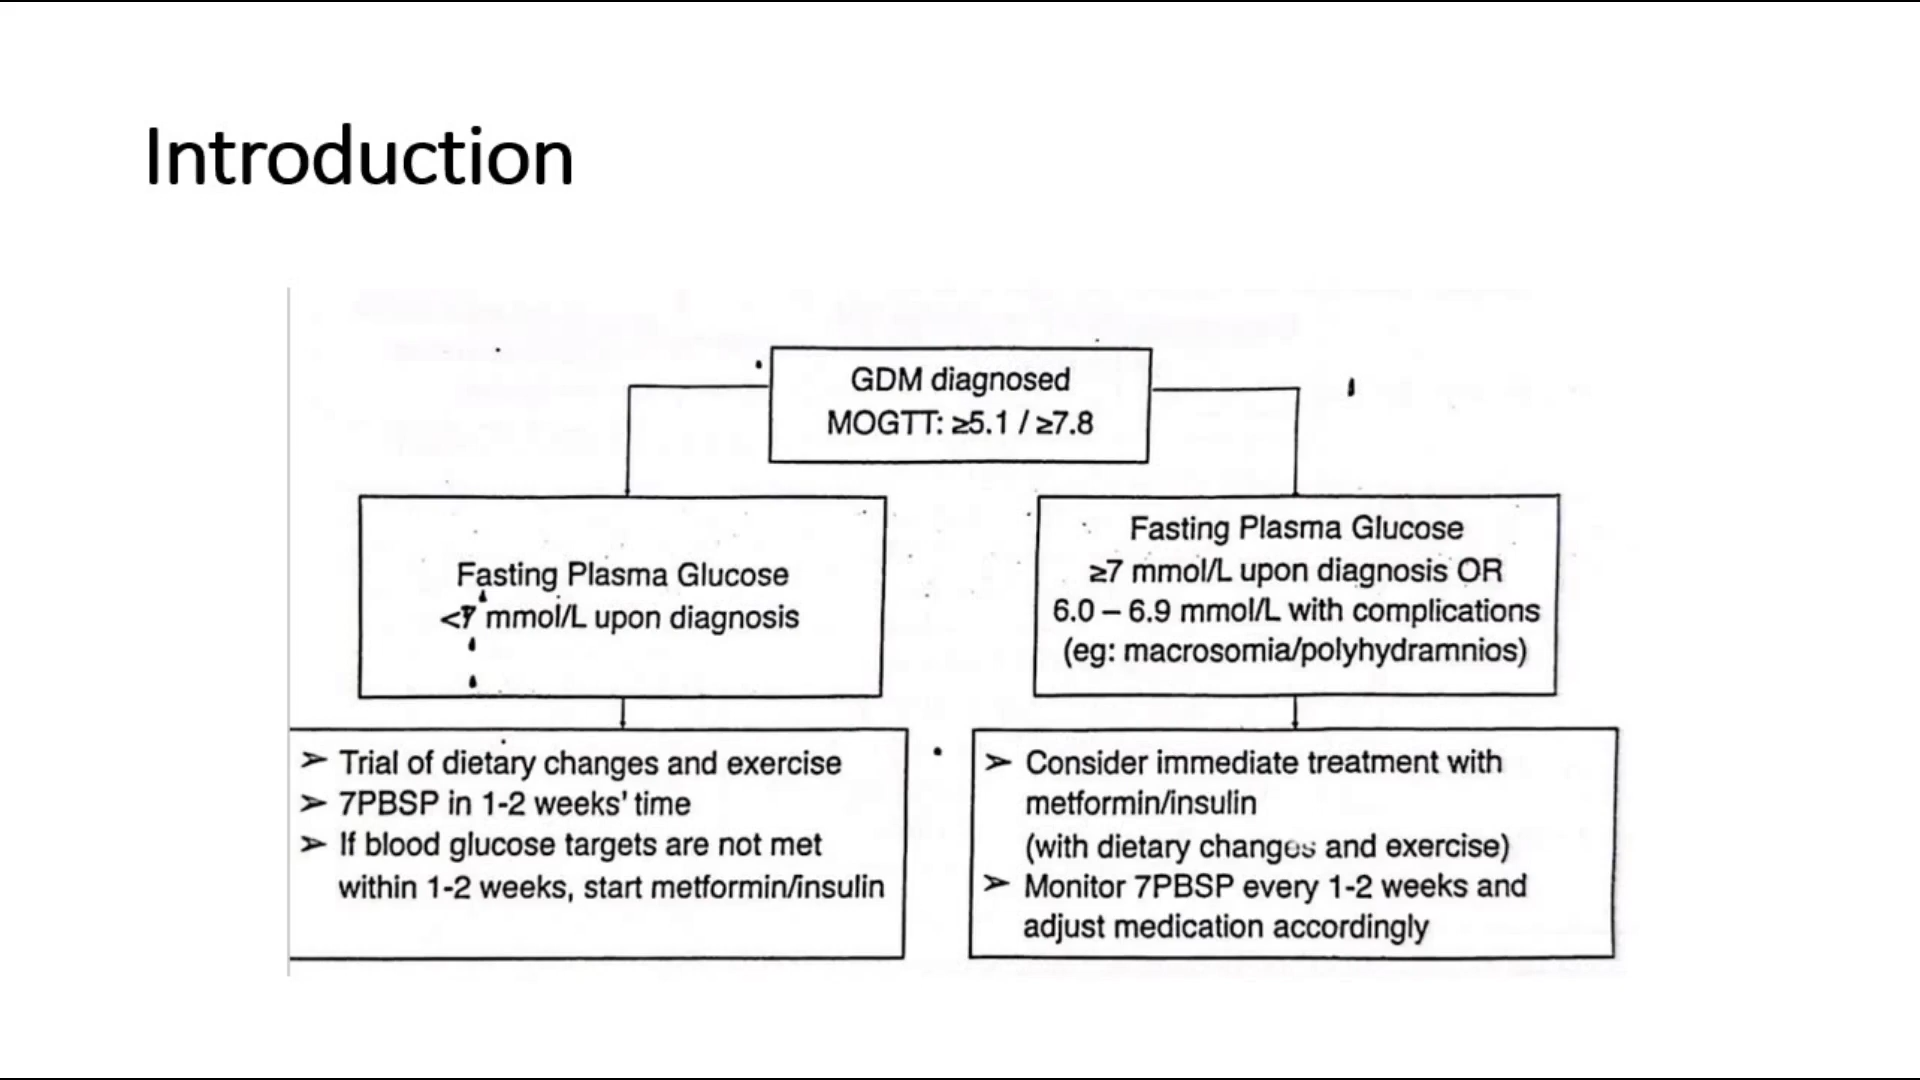 Introduction
GDM diagnosed
MOGTT: ≥5.1 / ≥7.8
Fasting Plasma Glucose
<7 mmol/L upon diagnosis
Fasting Plasma Glucose
≥7 mmol/L upon diagnosis OR
6.0 – 6.9 mmol/L with complications
(eg: macrosomia/polyhydramnios)
➢ Trial of dietary changes and exercise
➢ 7PBSP in 1-2 weeks' time
➢ If blood glucose targets are not met
within 1-2 weeks, start metformin/insulin
➢ Consider immediate treatment with
metformin/insulin
(with dietary changes and exercise)
➢ Monitor 7PBSP every 1-2 weeks and
adjust medication accordingly